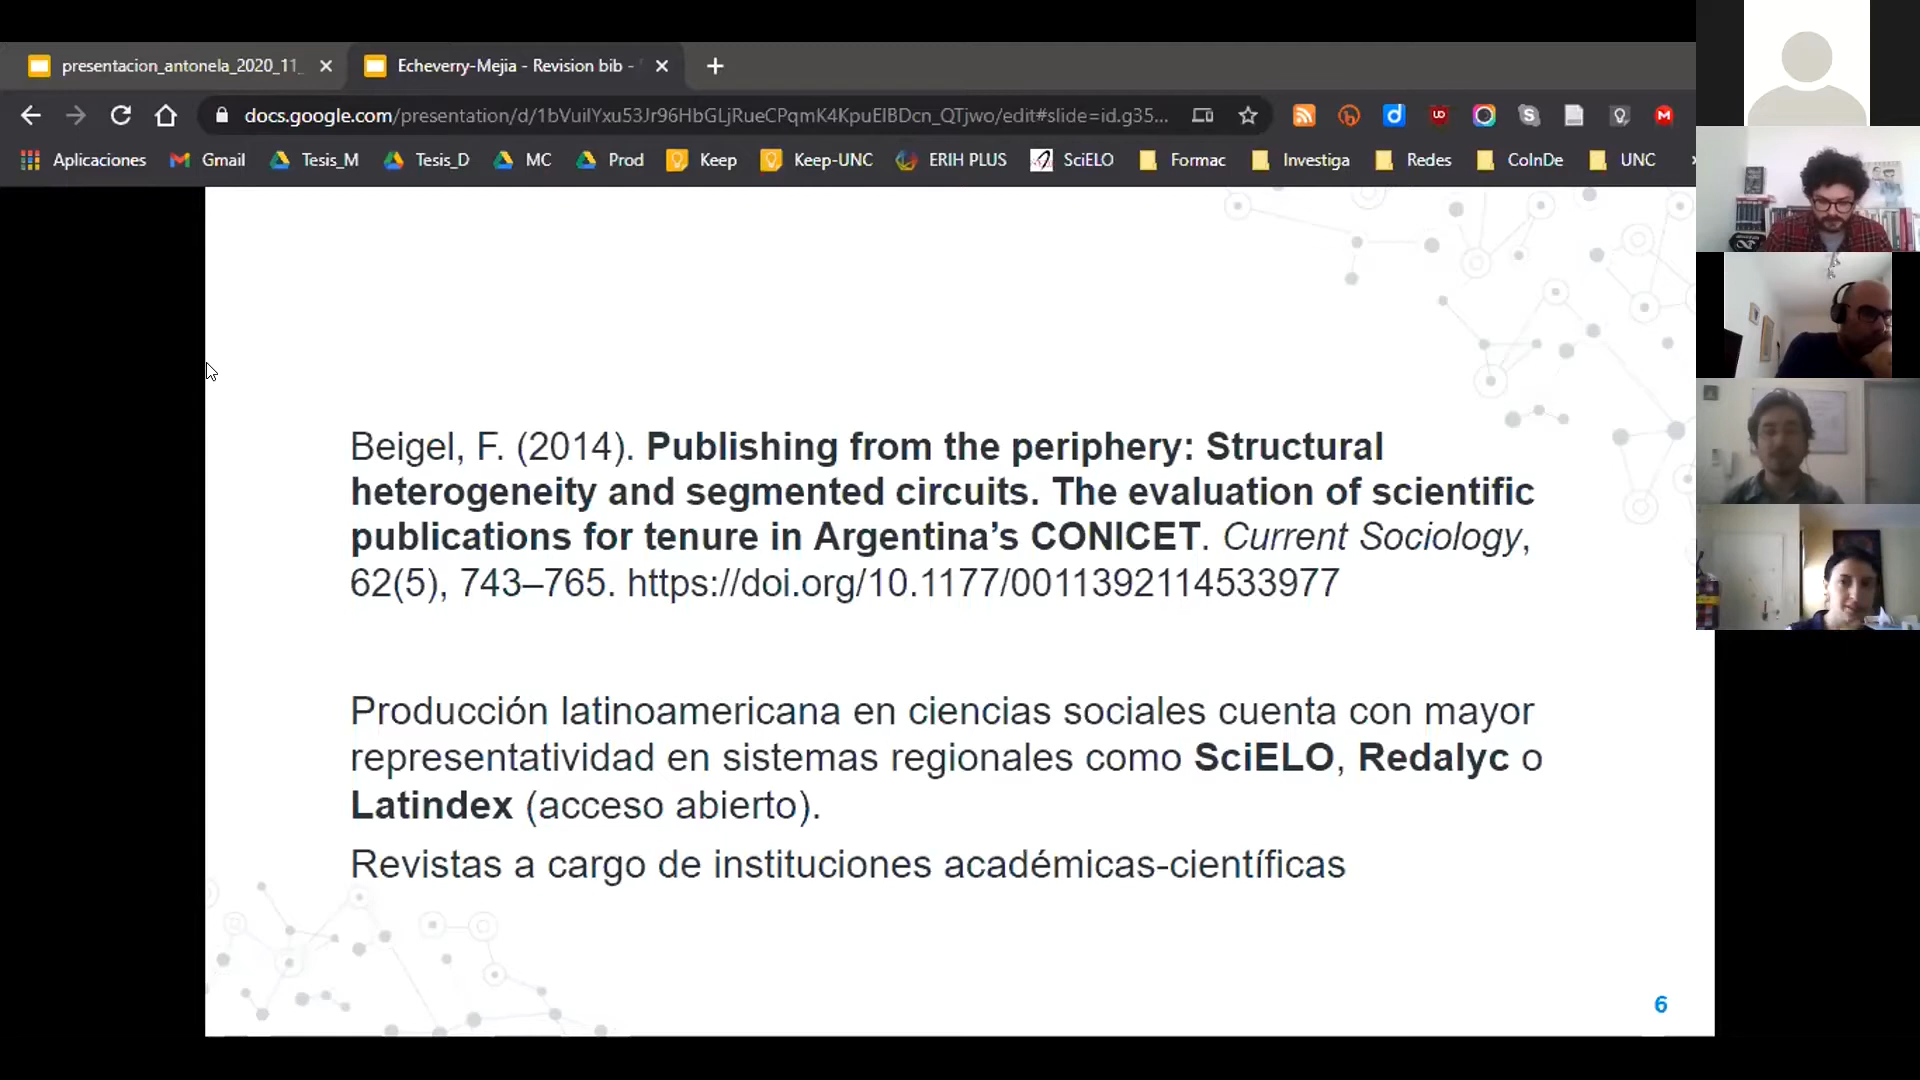 presentacion_antonela_2020_11_
Echeverry-Mejia - Revision bib -
docs.google.com/presentation/d/1bVuilYxu53Jr96HbGLjRueCPqmK4KpuElBDcn_QTjwo/edit#slide=id.g35...
Aplicaciones Gmail Tesis_M Tesis_D MC Prod Keep Keep-UNC ERIH PLUS SciELO Formac Investiga Redes CoInDe UNC
Beigel, F. (2014). Publishing from the periphery: Structural
heterogeneity and segmented circuits. The evaluation of scientific
publications for tenure in Argentina’s CONICET. Current Sociology,
62(5), 743–765. https://doi.org/10.1177/0011392114533977
Producción latinoamericana en ciencias sociales cuenta con mayor
representatividad en sistemas regionales como SciELO, Redalyc o
Latindex (acceso abierto).
Revistas a cargo de instituciones académicas-científicas
6